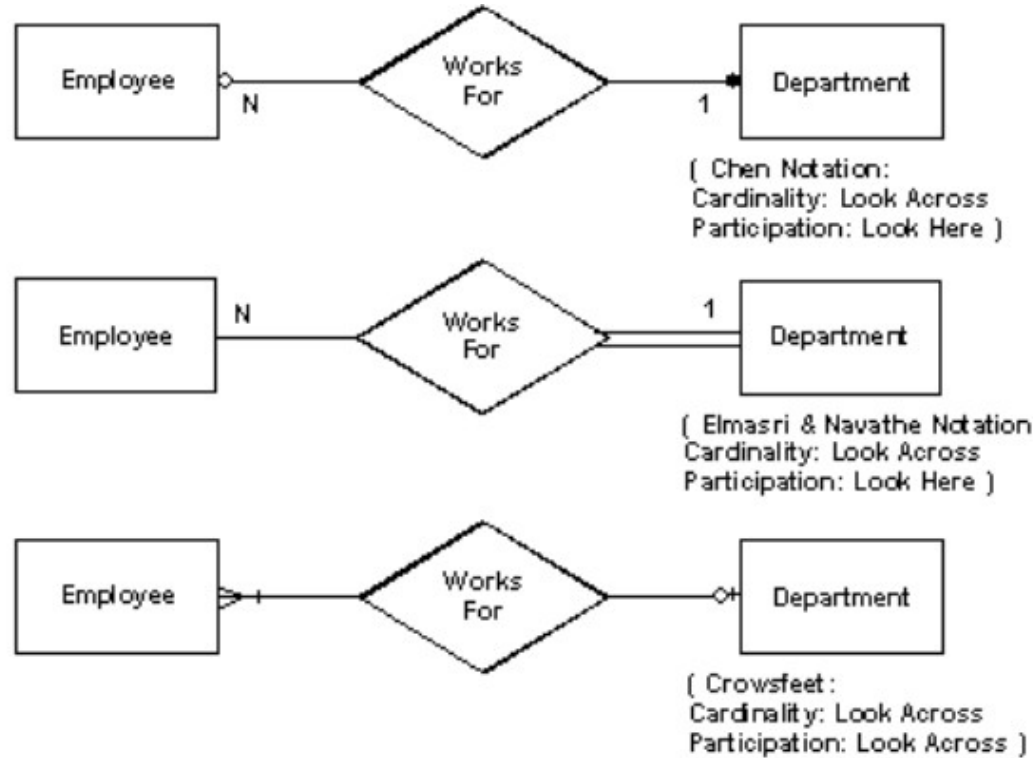 Employee
N
Works
For
1
Department
( Chen Notation:
Cardinality: Look Across
Participation: Look Here )
Employee
N
Works
For
1
Department
( Elmasri & Navathe Notation
Cardinality: Look Across
Participation: Look Here )
Employee
Works
For
Department
( Crowsfeet:
Cardinality: Look Across
Participation: Look Across )